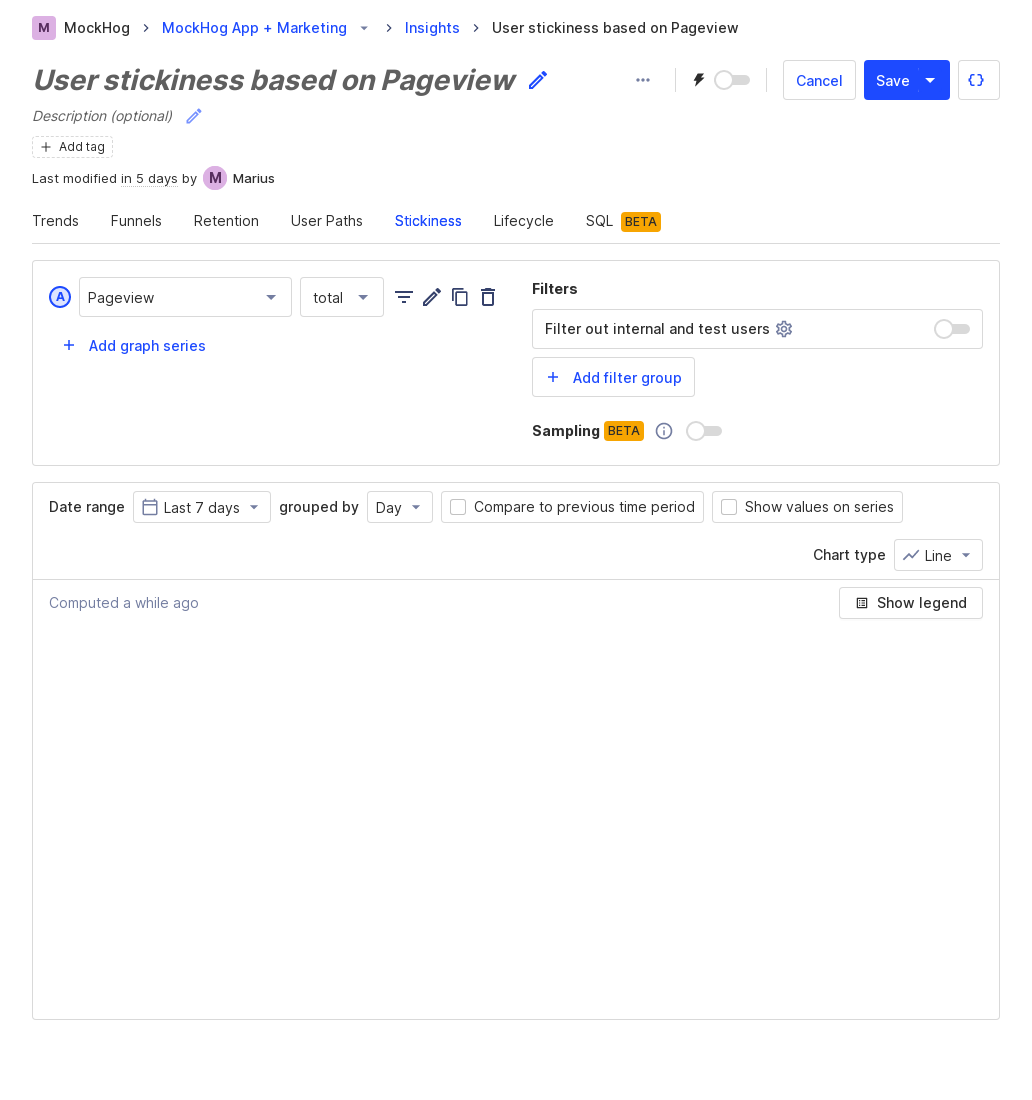 M MockHog MockHog App + Marketing Insights User stickiness based on Pageview
User stickiness based on Pageview
Cancel Save
Description (optional)
Add tag
Last modified in 5 days by M Marius
Trends Funnels Retention User Paths Stickiness Lifecycle SQL BETA
A Pageview total
Add graph series
Filters
Filter out internal and test users
Add filter group
Sampling BETA
Date range Last 7 days grouped by Day Compare to previous time period Show values on series
Chart type Line
Computed a while ago Show legend